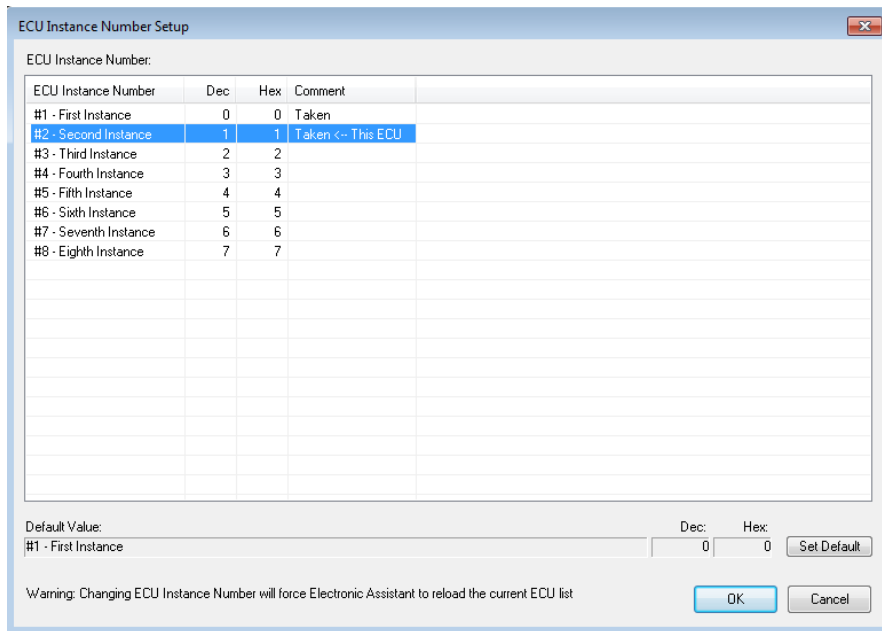 ECU Instance Number Setup
ECU Instance Number:
ECU Instance Number Dec Hex Comment
#1 - First Instance 0 0 Taken
#2 - Second Instance 1 1 Taken <-- This ECU
#3 - Third Instance 2 2
#4 - Fourth Instance 3 3
#5 - Fifth Instance 4 4
#6 - Sixth Instance 5 5
#7 - Seventh Instance 6 6
#8 - Eighth Instance 7 7
Default Value: Dec: Hex:
#1 - First Instance 0 0 Set Default
Warning: Changing ECU Instance Number will force Electronic Assistant to reload the current ECU list OK Cancel